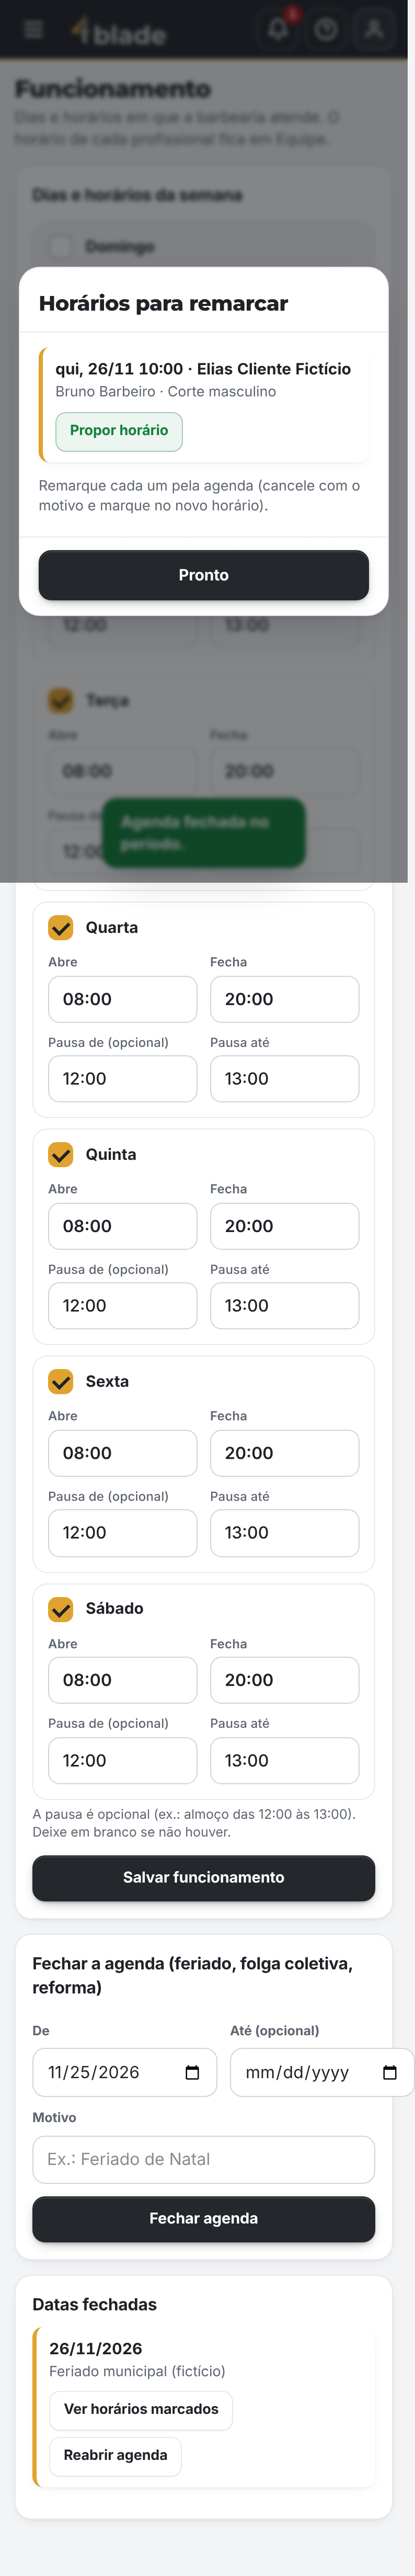 4blade
5
Funcionamento
Dias e horários em que a barbearia atende. O
horário de cada profissional fica em Equipe.
Dias e horários da semana
Domingo
Horários para remarcar
qui, 26/11 10:00 · Elias Cliente Fictício
Bruno Barbeiro · Corte masculino
Propor horário
Remarque cada um pela agenda (cancele com o
motivo e marque no novo horário).
Pronto
12:00 13:00
Terça
Abre Fecha
08:00 20:00
Pausa de
12:00
Agenda fechada no
período.
Quarta
Abre Fecha
08:00 20:00
Pausa de (opcional) Pausa até
12:00 13:00
Quinta
Abre Fecha
08:00 20:00
Pausa de (opcional) Pausa até
12:00 13:00
Sexta
Abre Fecha
08:00 20:00
Pausa de (opcional) Pausa até
12:00 13:00
Sábado
Abre Fecha
08:00 20:00
Pausa de (opcional) Pausa até
12:00 13:00
A pausa é opcional (ex.: almoço das 12:00 às 13:00).
Deixe em branco se não houver.
Salvar funcionamento
Fechar a agenda (feriado, folga coletiva,
reforma)
De Até (opcional)
11/25/2026 mm/dd/yyyy
Motivo
Ex.: Feriado de Natal
Fechar agenda
Datas fechadas
26/11/2026
Feriado municipal (fictício)
Ver horários marcados
Reabrir agenda